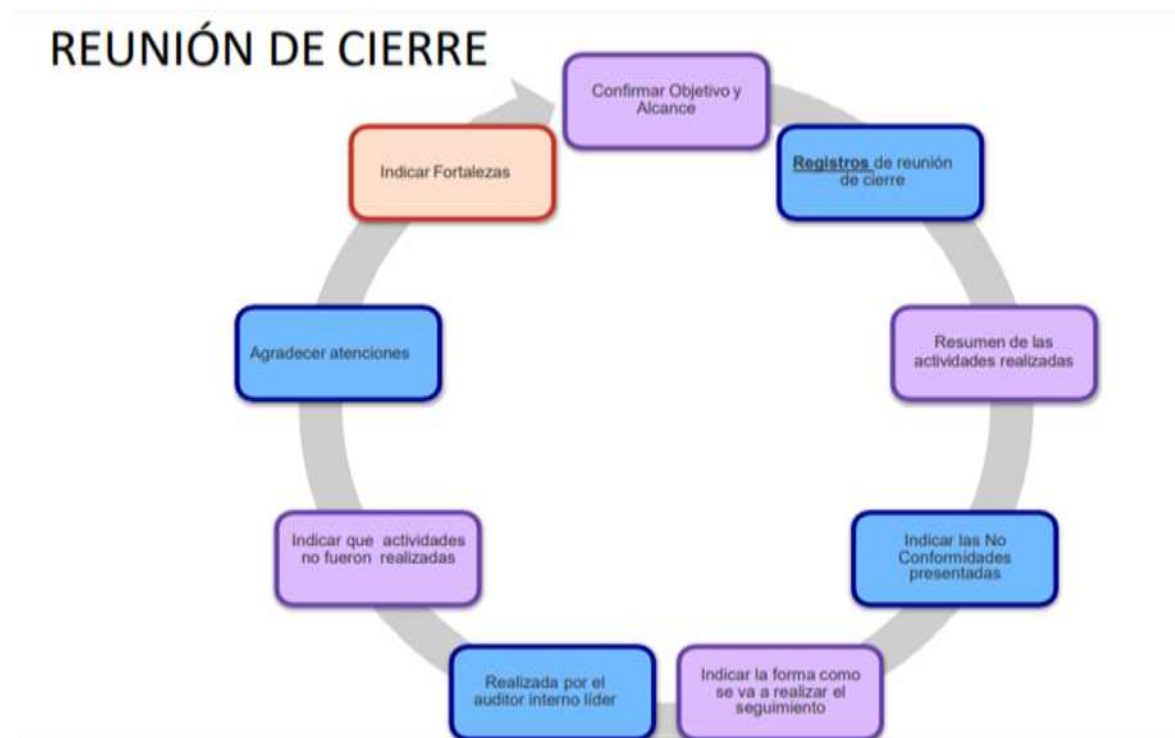 REUNIÓN DE CIERRE
Confirmar Objetivo y
Alcance
Registros de reunión
de cierre
Resumen de las
actividades realizadas
Indicar las No
Conformidades
presentadas
Indicar la forma como
se va a realizar el
seguimiento
Realizada por el
auditor interno líder
Indicar que actividades
no fueron realizadas
Agradecer atenciones
Indicar Fortalezas